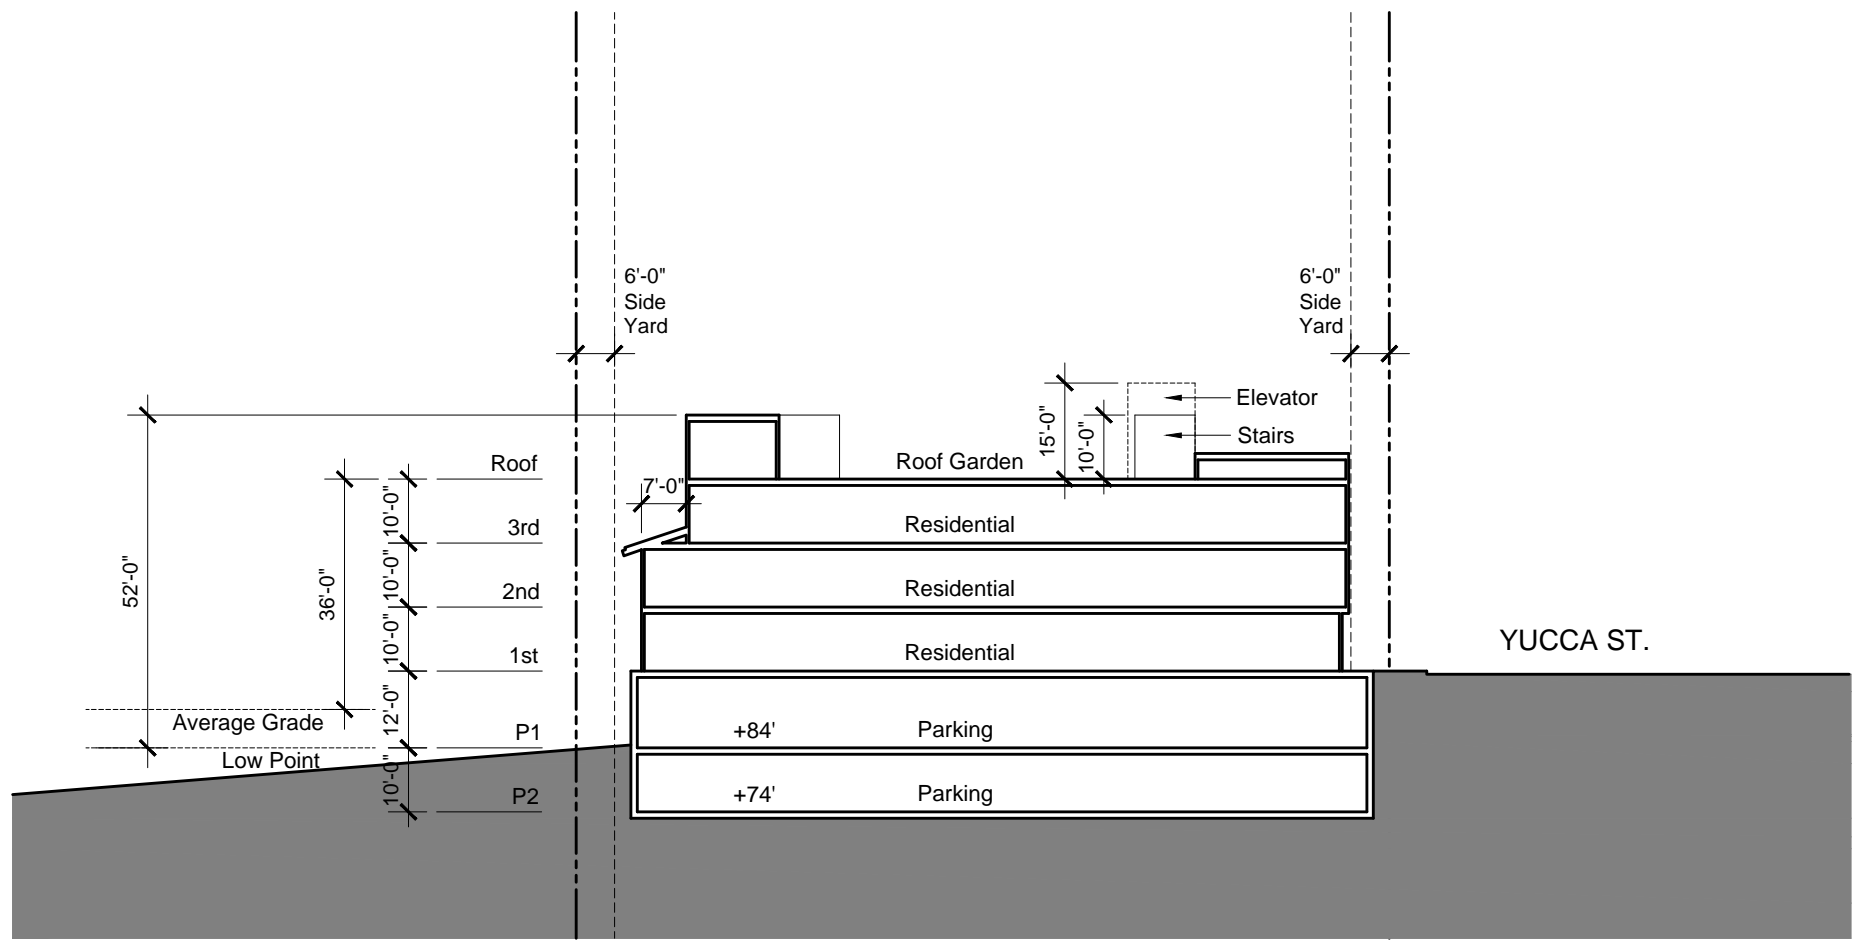 6'-0"
Side
Yard
6'-0"
Side
Yard
Elevator
Stairs
15'-0"
10'-0"
Roof Garden
Roof
7'-0"
10'-0"
3rd
Residential
52'-0"
36'-0"
10'-0"
2nd
Residential
10'-0"
1st
Residential
YUCCA ST.
12'-0"
Average Grade
P1
+84'
Parking
Low Point
10'-0"
P2
+74'
Parking